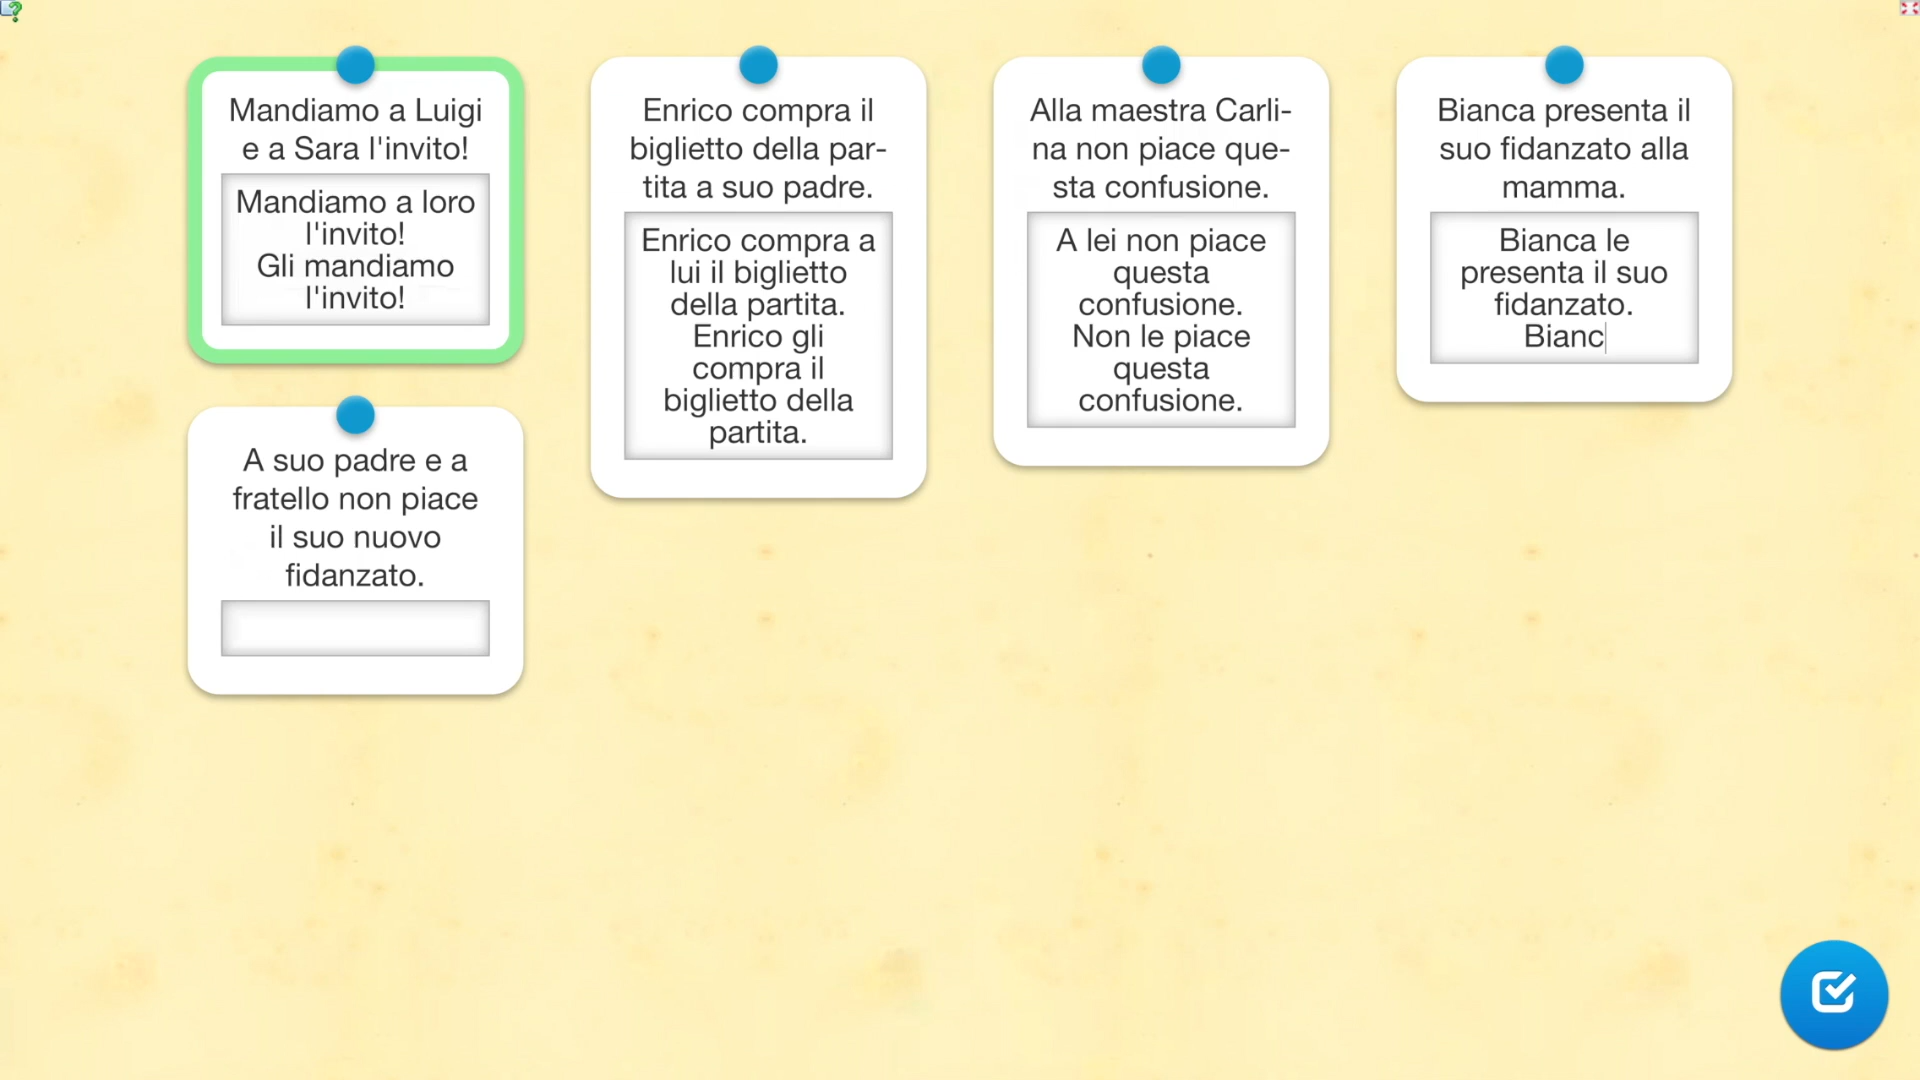 Mandiamo a Luigi
e a Sara l'invito!
Mandiamo a loro
l'invito!
Gli mandiamo
l'invito!
Enrico compra il
biglietto della par-
tita a suo padre.
Enrico compra a
lui il biglietto
della partita.
Enrico gli
compra il
biglietto della
partita.
Alla maestra Carli-
na non piace que-
sta confusione.
A lei non piace
questa
confusione.
Non le piace
questa
confusione.
Bianca presenta il
suo fidanzato alla
mamma.
Bianca le
presenta il suo
fidanzato.
Bianc
A suo padre e a
fratello non piace
il suo nuovo
fidanzato.